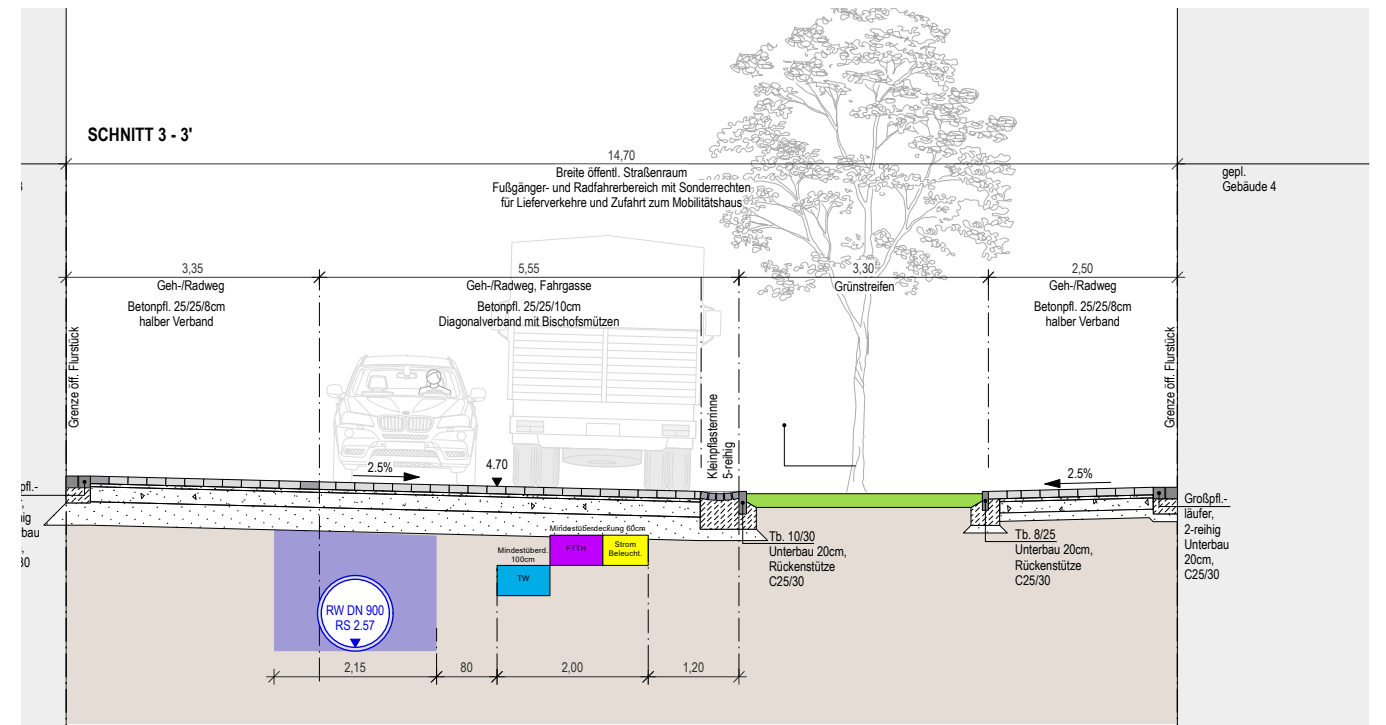 SCHNITT 3 - 3'
14,70
Breite öffentl. Straßenraum
Fußgänger- und Radfahrerbereich mit Sonderrechten
für Lieferverkehre und Zufahrt zum Mobilitätshaus
gepl.
Gebäude 4
3,35
Geh-/Radweg
Betonpfl. 25/25/8cm
halber Verband
5,55
Geh-/Radweg, Fahrgasse
Betonpfl. 25/25/10cm
Diagonalverband mit Bischofsmützen
3,30
Grünstreifen
2,50
Geh-/Radweg
Betonpfl. 25/25/8cm
halber Verband
Grenze öff. Flurstück
Kleinpflasterrinne
5-reihig
Grenze öff. Flurstück
2.5%
4.70
2.5%
ofl.-
hig
bau
30
Großpfl.-
läufer,
2-reihig
Unterbau
20cm,
C25/30
Tb. 10/30
Unterbau 20cm,
Rückenstütze
C25/30
Tb. 8/25
Unterbau 20cm,
Rückenstütze
C25/30
Mindestüberdeckung 60cm
Mindestüberd.
100cm
FTTH
Strom
Beleucht.
TW
RW DN 900
RS 2.57
2,15
80
2,00
1,20